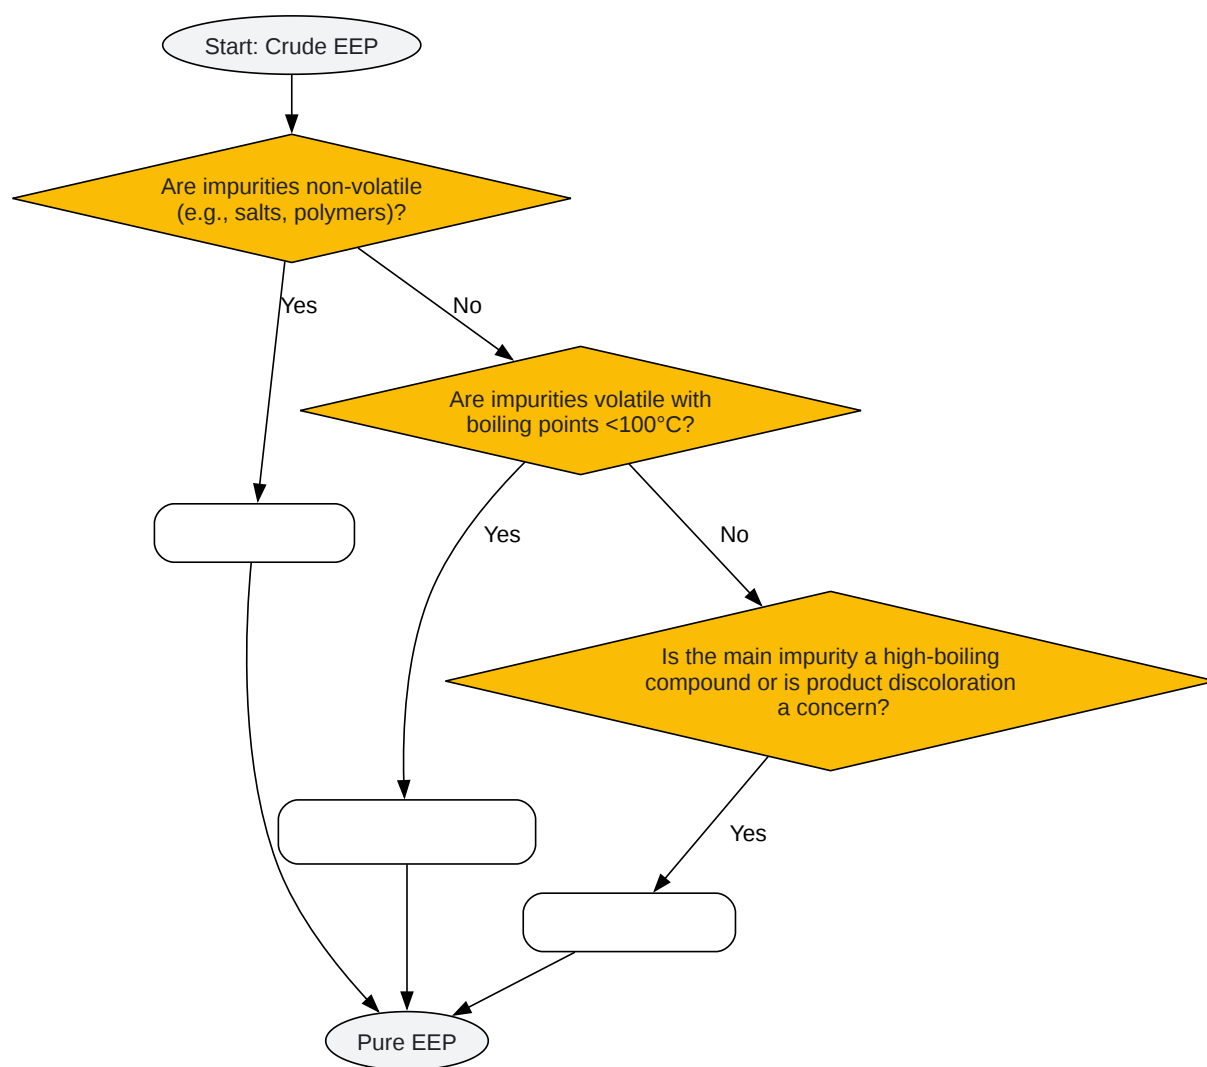 Start: Crude EEP
Are impurities non-volatile
(e.g., salts, polymers)?
Yes
No
Are impurities volatile with
boiling points <100°C?
Yes
No
Is the main impurity a high-boiling
compound or is product discoloration
a concern?
Yes
Pure EEP